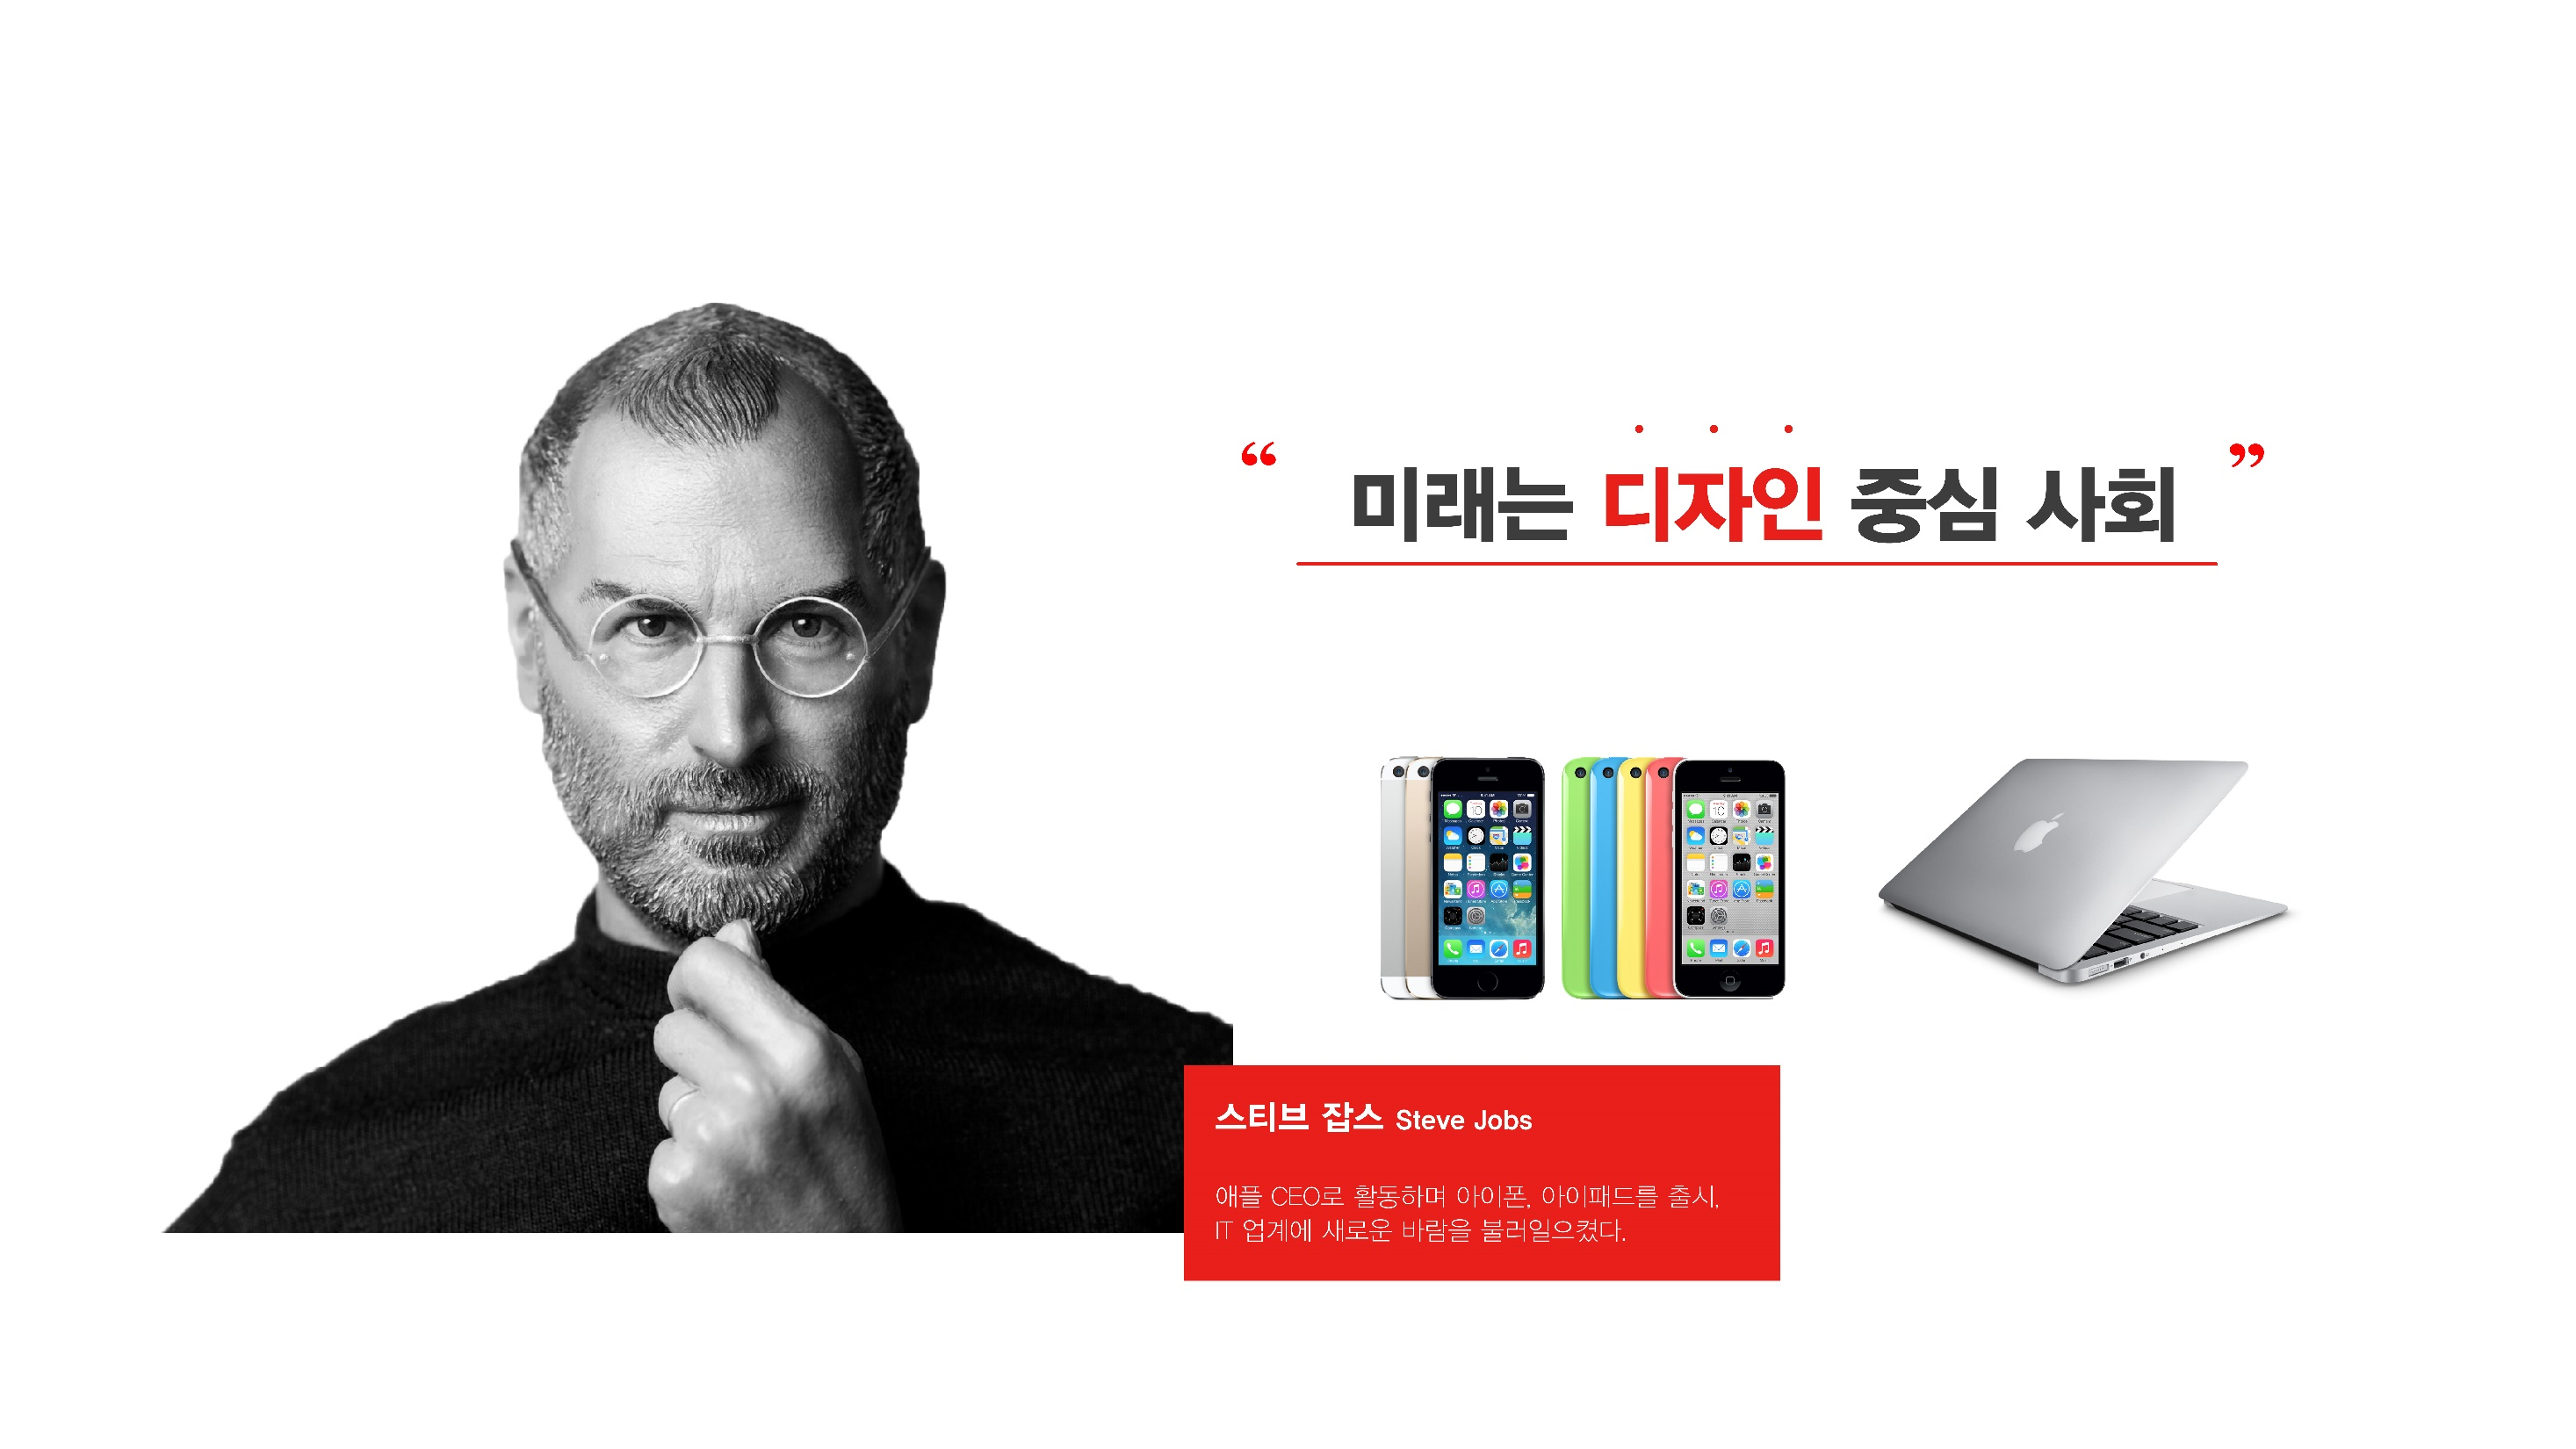 “ 미래는 디자인 중심 사회 ”
스티브 잡스 Steve Jobs
애플 CEO로 활동하며 아이폰, 아이패드를 출시,
IT 업계에 새로운 바람을 불러일으켰다.